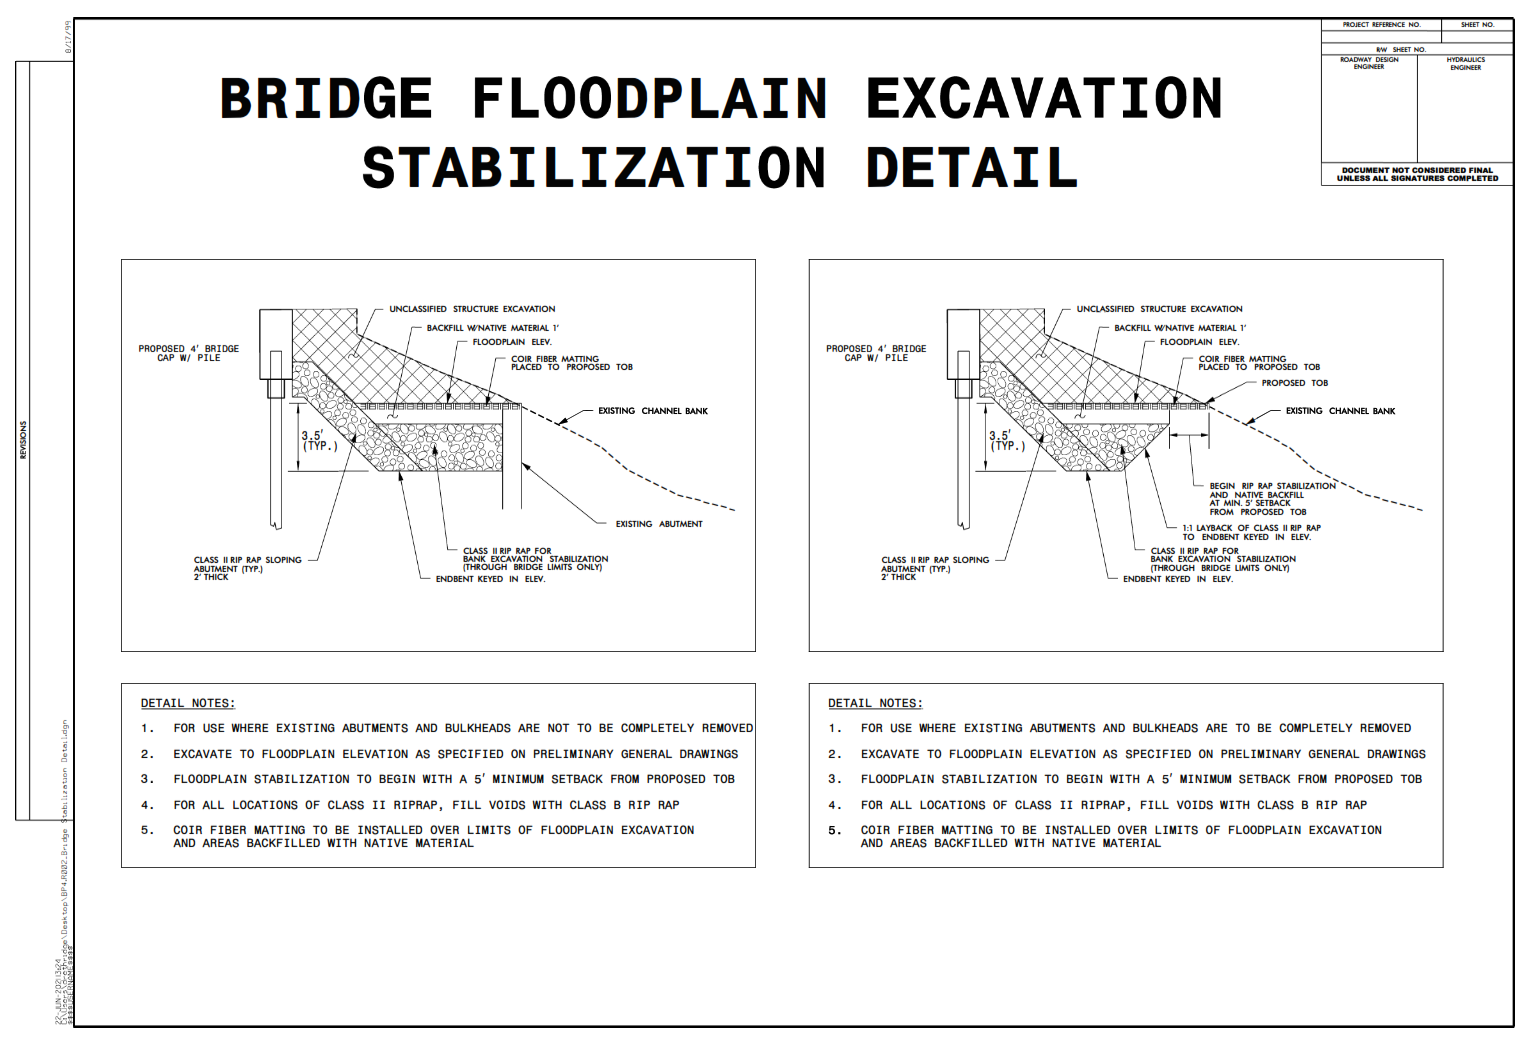 8/17/99
PROJECT REFERENCE NO.
SHEET NO.
R/W SHEET NO.
ROADWAY DESIGN
ENGINEER
HYDRAULICS
ENGINEER
DOCUMENT NOT CONSIDERED FINAL
UNLESS ALL SIGNATURES COMPLETED
BRIDGE FLOODPLAIN EXCAVATION
STABILIZATION DETAIL
REVISIONS
UNCLASSIFIED STRUCTURE EXCAVATION
BACKFILL W/NATIVE MATERIAL 1'
FLOODPLAIN ELEV.
PROPOSED 4' BRIDGE
CAP W/ PILE
COIR FIBER MATTING
PLACED TO PROPOSED TOB
EXISTING CHANNEL BANK
3.5'
(TYP.)
EXISTING ABUTMENT
CLASS II RIP RAP SLOPING
ABUTMENT (TYP.)
2' THICK
CLASS II RIP RAP FOR
BANK EXCAVATION STABILIZATION
(THROUGH BRIDGE LIMITS ONLY)
ENDBENT KEYED IN ELEV.
UNCLASSIFIED STRUCTURE EXCAVATION
BACKFILL W/NATIVE MATERIAL 1'
FLOODPLAIN ELEV.
PROPOSED 4' BRIDGE
CAP W/ PILE
COIR FIBER MATTING
PLACED TO PROPOSED TOB
PROPOSED TOB
EXISTING CHANNEL BANK
3.5'
(TYP.)
BEGIN RIP RAP STABILIZATION
AND NATIVE BACKFILL
AT MIN. 5' SETBACK
FROM PROPOSED TOB
1:1 LAYBACK OF CLASS II RIP RAP
TO ENDBENT KEYED IN ELEV.
CLASS II RIP RAP SLOPING
ABUTMENT (TYP.)
2' THICK
CLASS II RIP RAP FOR
BANK EXCAVATION STABILIZATION
(THROUGH BRIDGE LIMITS ONLY)
ENDBENT KEYED IN ELEV.
DETAIL NOTES:
1. FOR USE WHERE EXISTING ABUTMENTS AND BULKHEADS ARE NOT TO BE COMPLETELY REMOVED
2. EXCAVATE TO FLOODPLAIN ELEVATION AS SPECIFIED ON PRELIMINARY GENERAL DRAWINGS
3. FLOODPLAIN STABILIZATION TO BEGIN WITH A 5' MINIMUM SETBACK FROM PROPOSED TOB
4. FOR ALL LOCATIONS OF CLASS II RIPRAP, FILL VOIDS WITH CLASS B RIP RAP
5. COIR FIBER MATTING TO BE INSTALLED OVER LIMITS OF FLOODPLAIN EXCAVATION
AND AREAS BACKFILLED WITH NATIVE MATERIAL
DETAIL NOTES:
1. FOR USE WHERE EXISTING ABUTMENTS AND BULKHEADS ARE TO BE COMPLETELY REMOVED
2. EXCAVATE TO FLOODPLAIN ELEVATION AS SPECIFIED ON PRELIMINARY GENERAL DRAWINGS
3. FLOODPLAIN STABILIZATION TO BEGIN WITH A 5' MINIMUM SETBACK FROM PROPOSED TOB
4. FOR ALL LOCATIONS OF CLASS II RIPRAP, FILL VOIDS WITH CLASS B RIP RAP
5. COIR FIBER MATTING TO BE INSTALLED OVER LIMITS OF FLOODPLAIN EXCAVATION
AND AREAS BACKFILLED WITH NATIVE MATERIAL